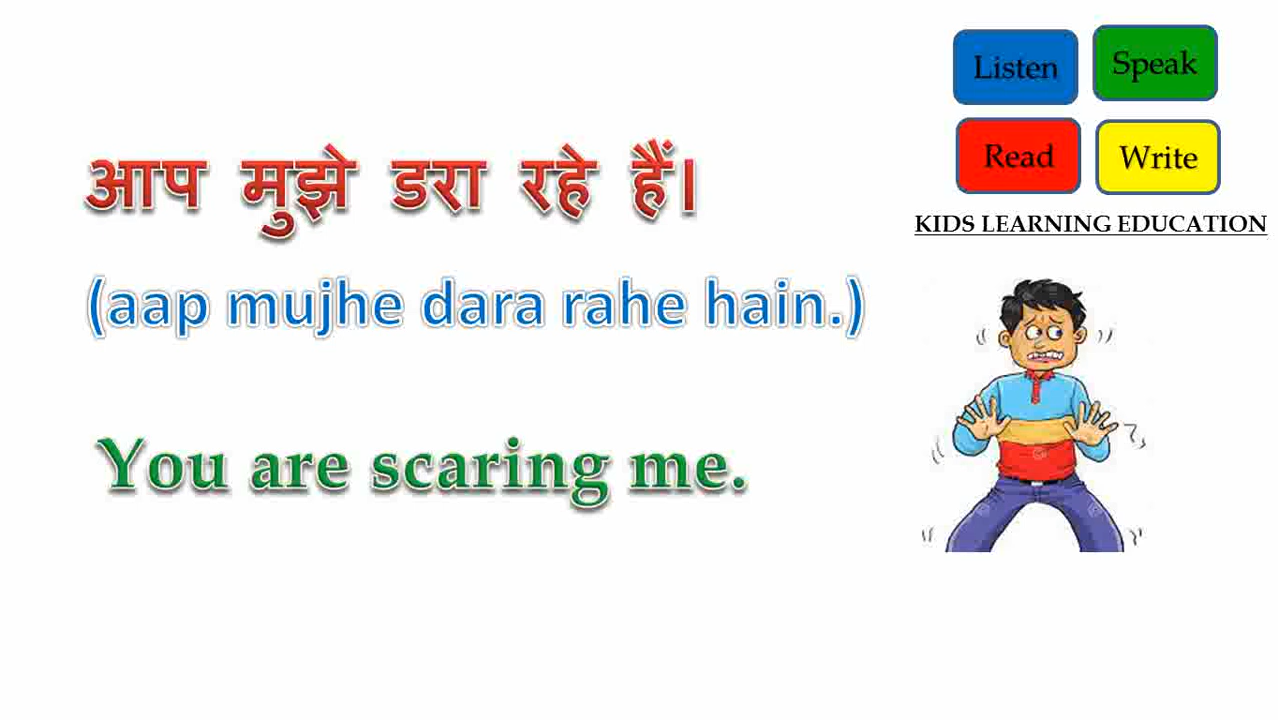 Listen
Speak
Read
Write
KIDS LEARNING EDUCATION
आप मुझे डरा रहे हैं।
(aap mujhe dara rahe hain.)
You are scaring me.